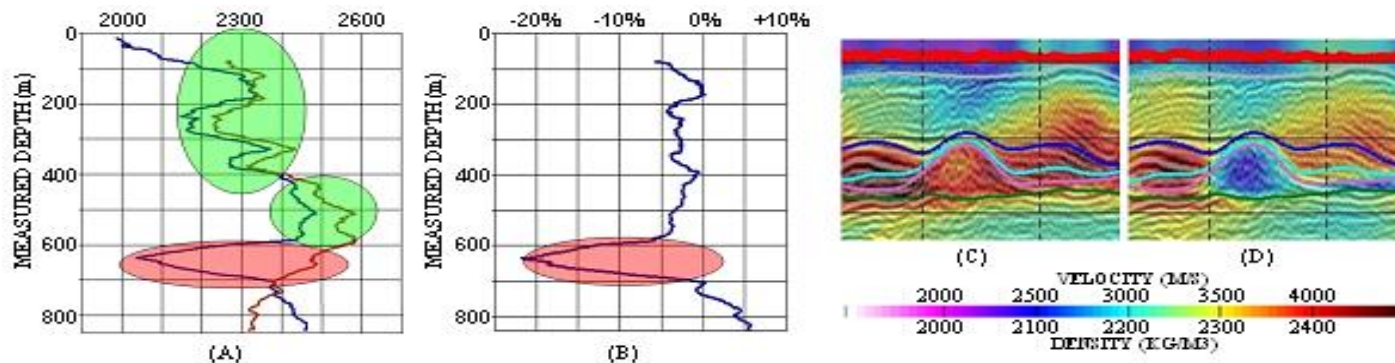 2000 2300 2600
MEASURED DEPTH (m)
0
200
400
600
800
(A)
-20% -10% 0% +10%
MEASURED DEPTH (m)
0
200
400
600
800
(B)
(C) (D)
VELOCITY (M/S)
2000 2500 3000 3500 4000
2000 2100 2200 2300 2400
DENSITY (KG/M3)